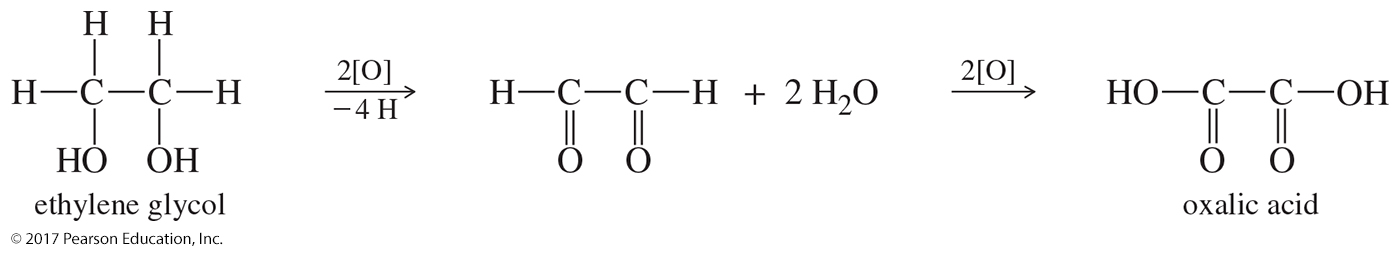 H H
H—C—C—H 2[O] H—C—C—H + 2 H₂O 2[O] HO—C—C—OH
−4 H
HO OH O O O O
ethylene glycol oxalic acid
© 2017 Pearson Education, Inc.